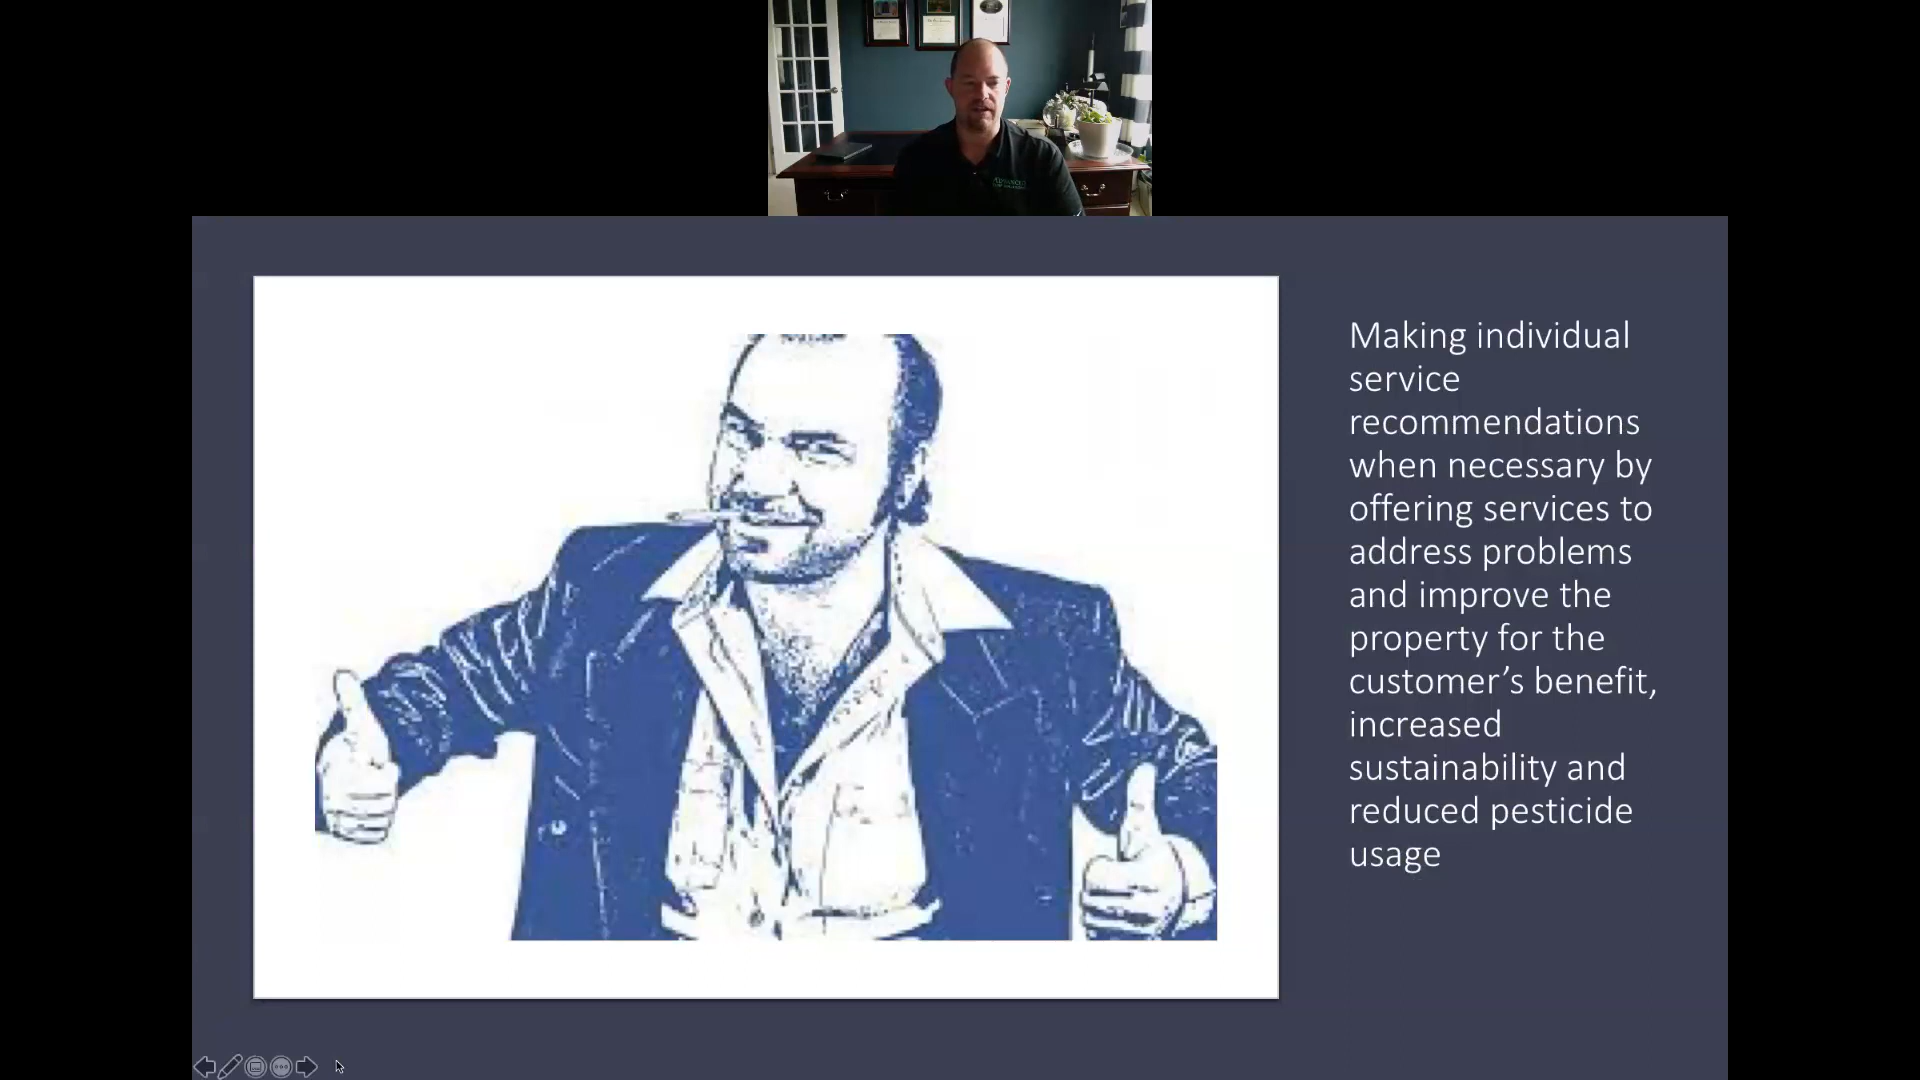 Making individual
service
recommendations
when necessary by
offering services to
address problems
and improve the
property for the
customer’s benefit,
increased
sustainability and
reduced pesticide
usage